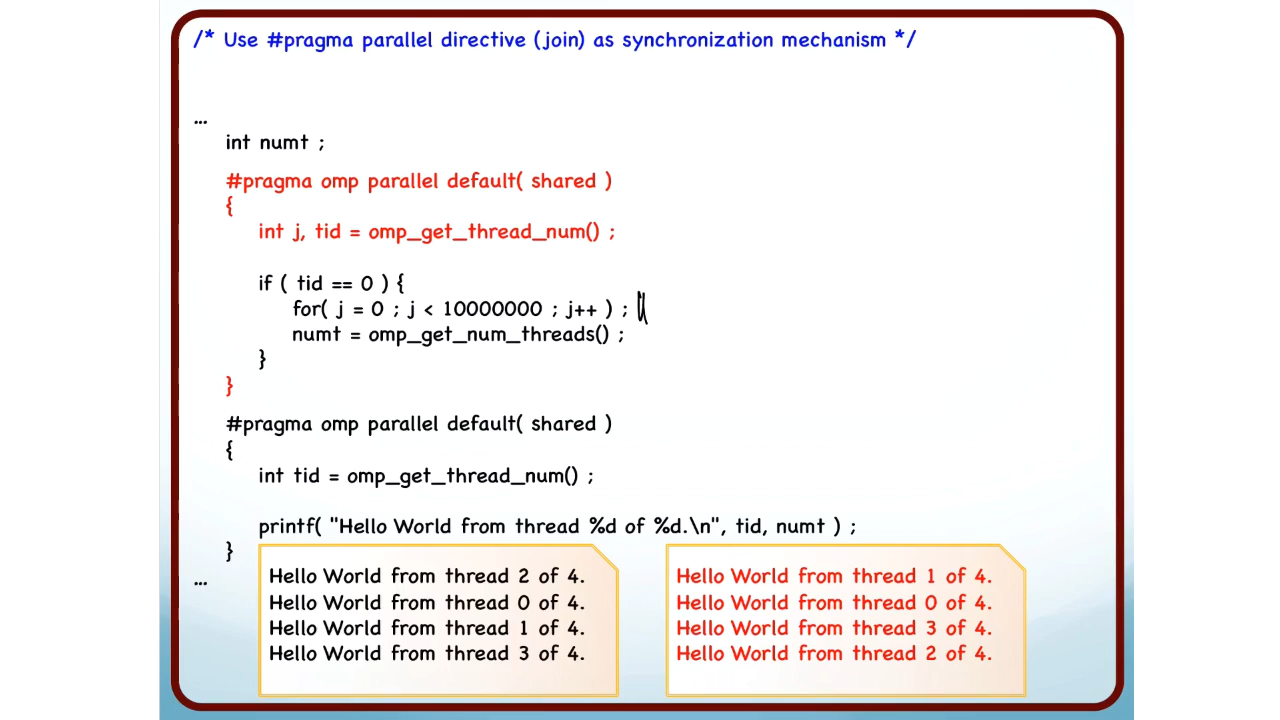 /* Use #pragma parallel directive (join) as synchronization mechanism */
…
int numt ;
#pragma omp parallel default( shared )
{
int j, tid = omp_get_thread_num() ;
if ( tid == 0 ) {
for( j = 0 ; j < 10000000 ; j++ ) ;
numt = omp_get_num_threads() ;
}
}
#pragma omp parallel default( shared )
{
int tid = omp_get_thread_num() ;
printf( "Hello World from thread %d of %d.\n", tid, numt ) ;
}
…
Hello World from thread 2 of 4.
Hello World from thread 0 of 4.
Hello World from thread 1 of 4.
Hello World from thread 3 of 4.
Hello World from thread 1 of 4.
Hello World from thread 0 of 4.
Hello World from thread 3 of 4.
Hello World from thread 2 of 4.